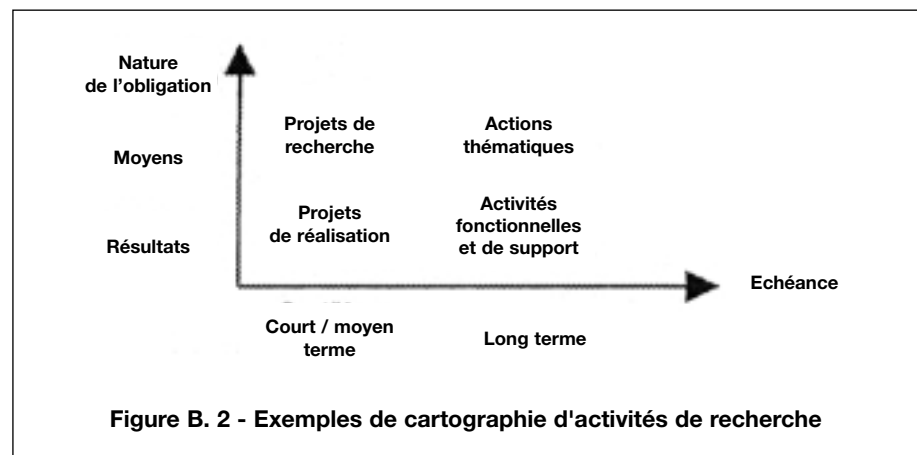 Nature
de l'obligation
Projets de
recherche
Actions
thématiques
Moyens
Projets
de réalisation
Activités
fonctionnelles
et de support
Résultats
Echéance
Court / moyen
terme
Long terme
Figure B. 2 - Exemples de cartographie d'activités de recherche